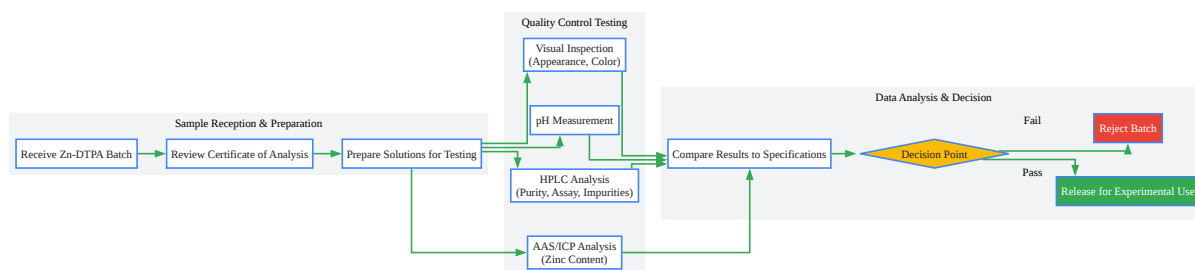 Quality Control Testing
Visual Inspection
(Appearance, Color)
Data Analysis & Decision
Sample Reception & Preparation
pH Measurement
Fail
Reject Batch
Receive Zn-DTPA Batch
Review Certificate of Analysis
Prepare Solutions for Testing
Compare Results to Specifications
Decision Point
HPLC Analysis
(Purity, Assay, Impurities)
Pass
Release for Experimental Use
AAS/ICP Analysis
(Zinc Content)